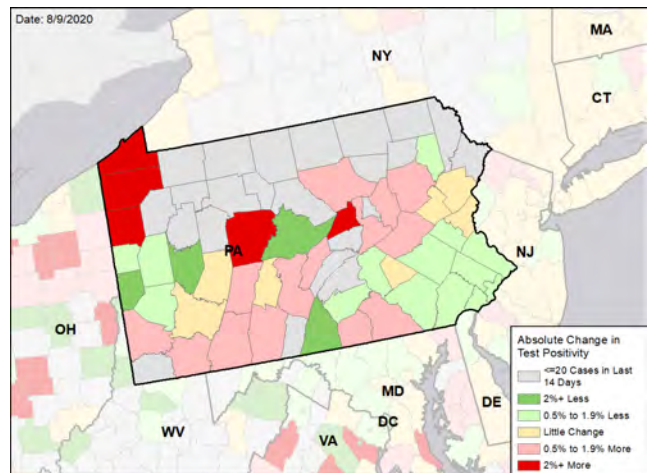 Date: 8/9/2020
NY
MA
CT
PA
NJ
OH
MD
DE
DC
WV
VA
Absolute Change in
Test Positivity
<=20 Cases in Last
14 Days
2%+ Less
0.5% to 1.9% Less
Little Change
0.5% to 1.9% More
2%+ More